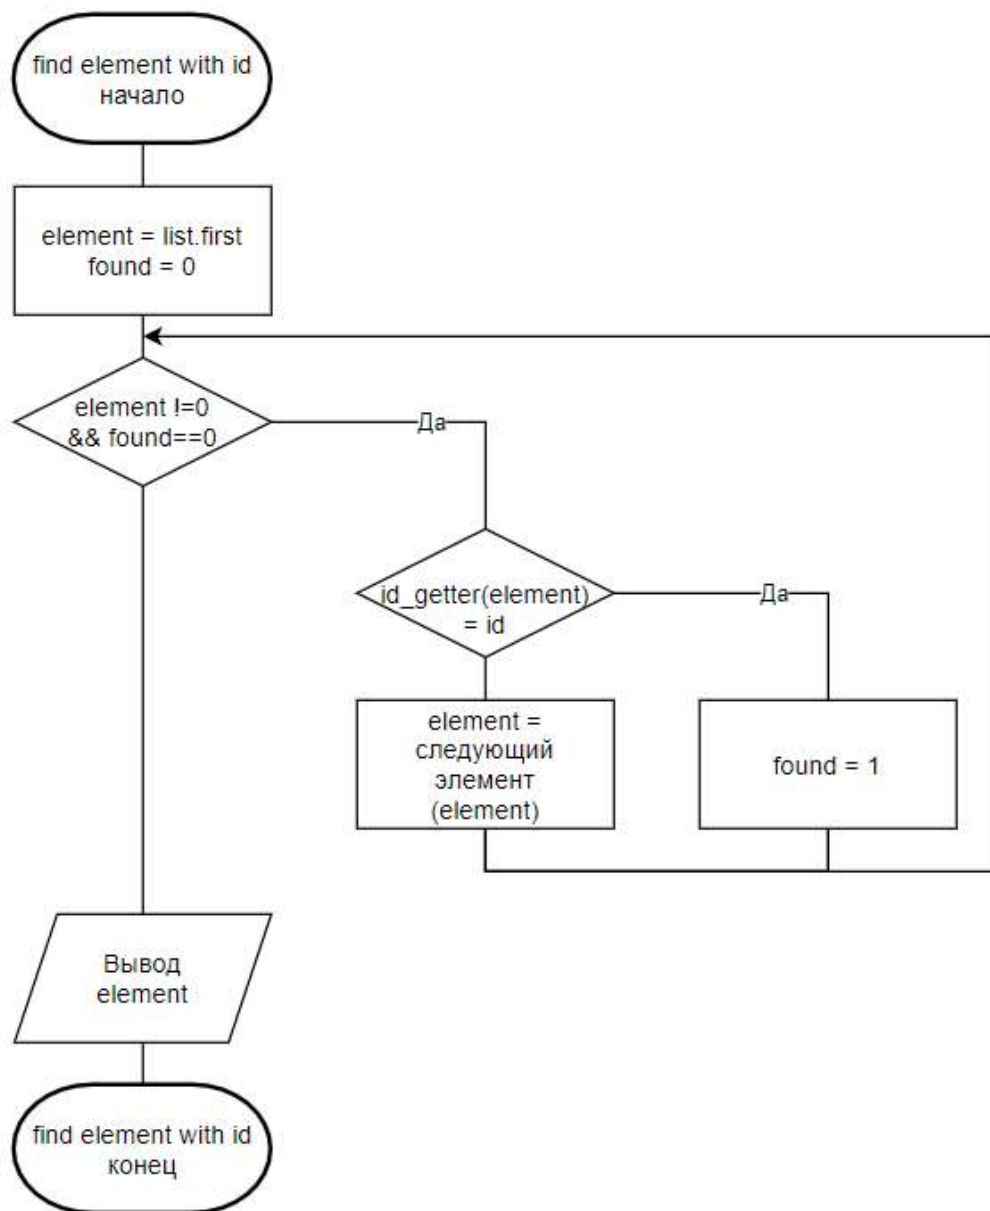 find element with id
начало
element = list.first
found = 0
element !=0
&& found==0
Да
id_getter(element)
= id
Да
element =
следующий
элемент
(element)
found = 1
Вывод
element
find element with id
конец